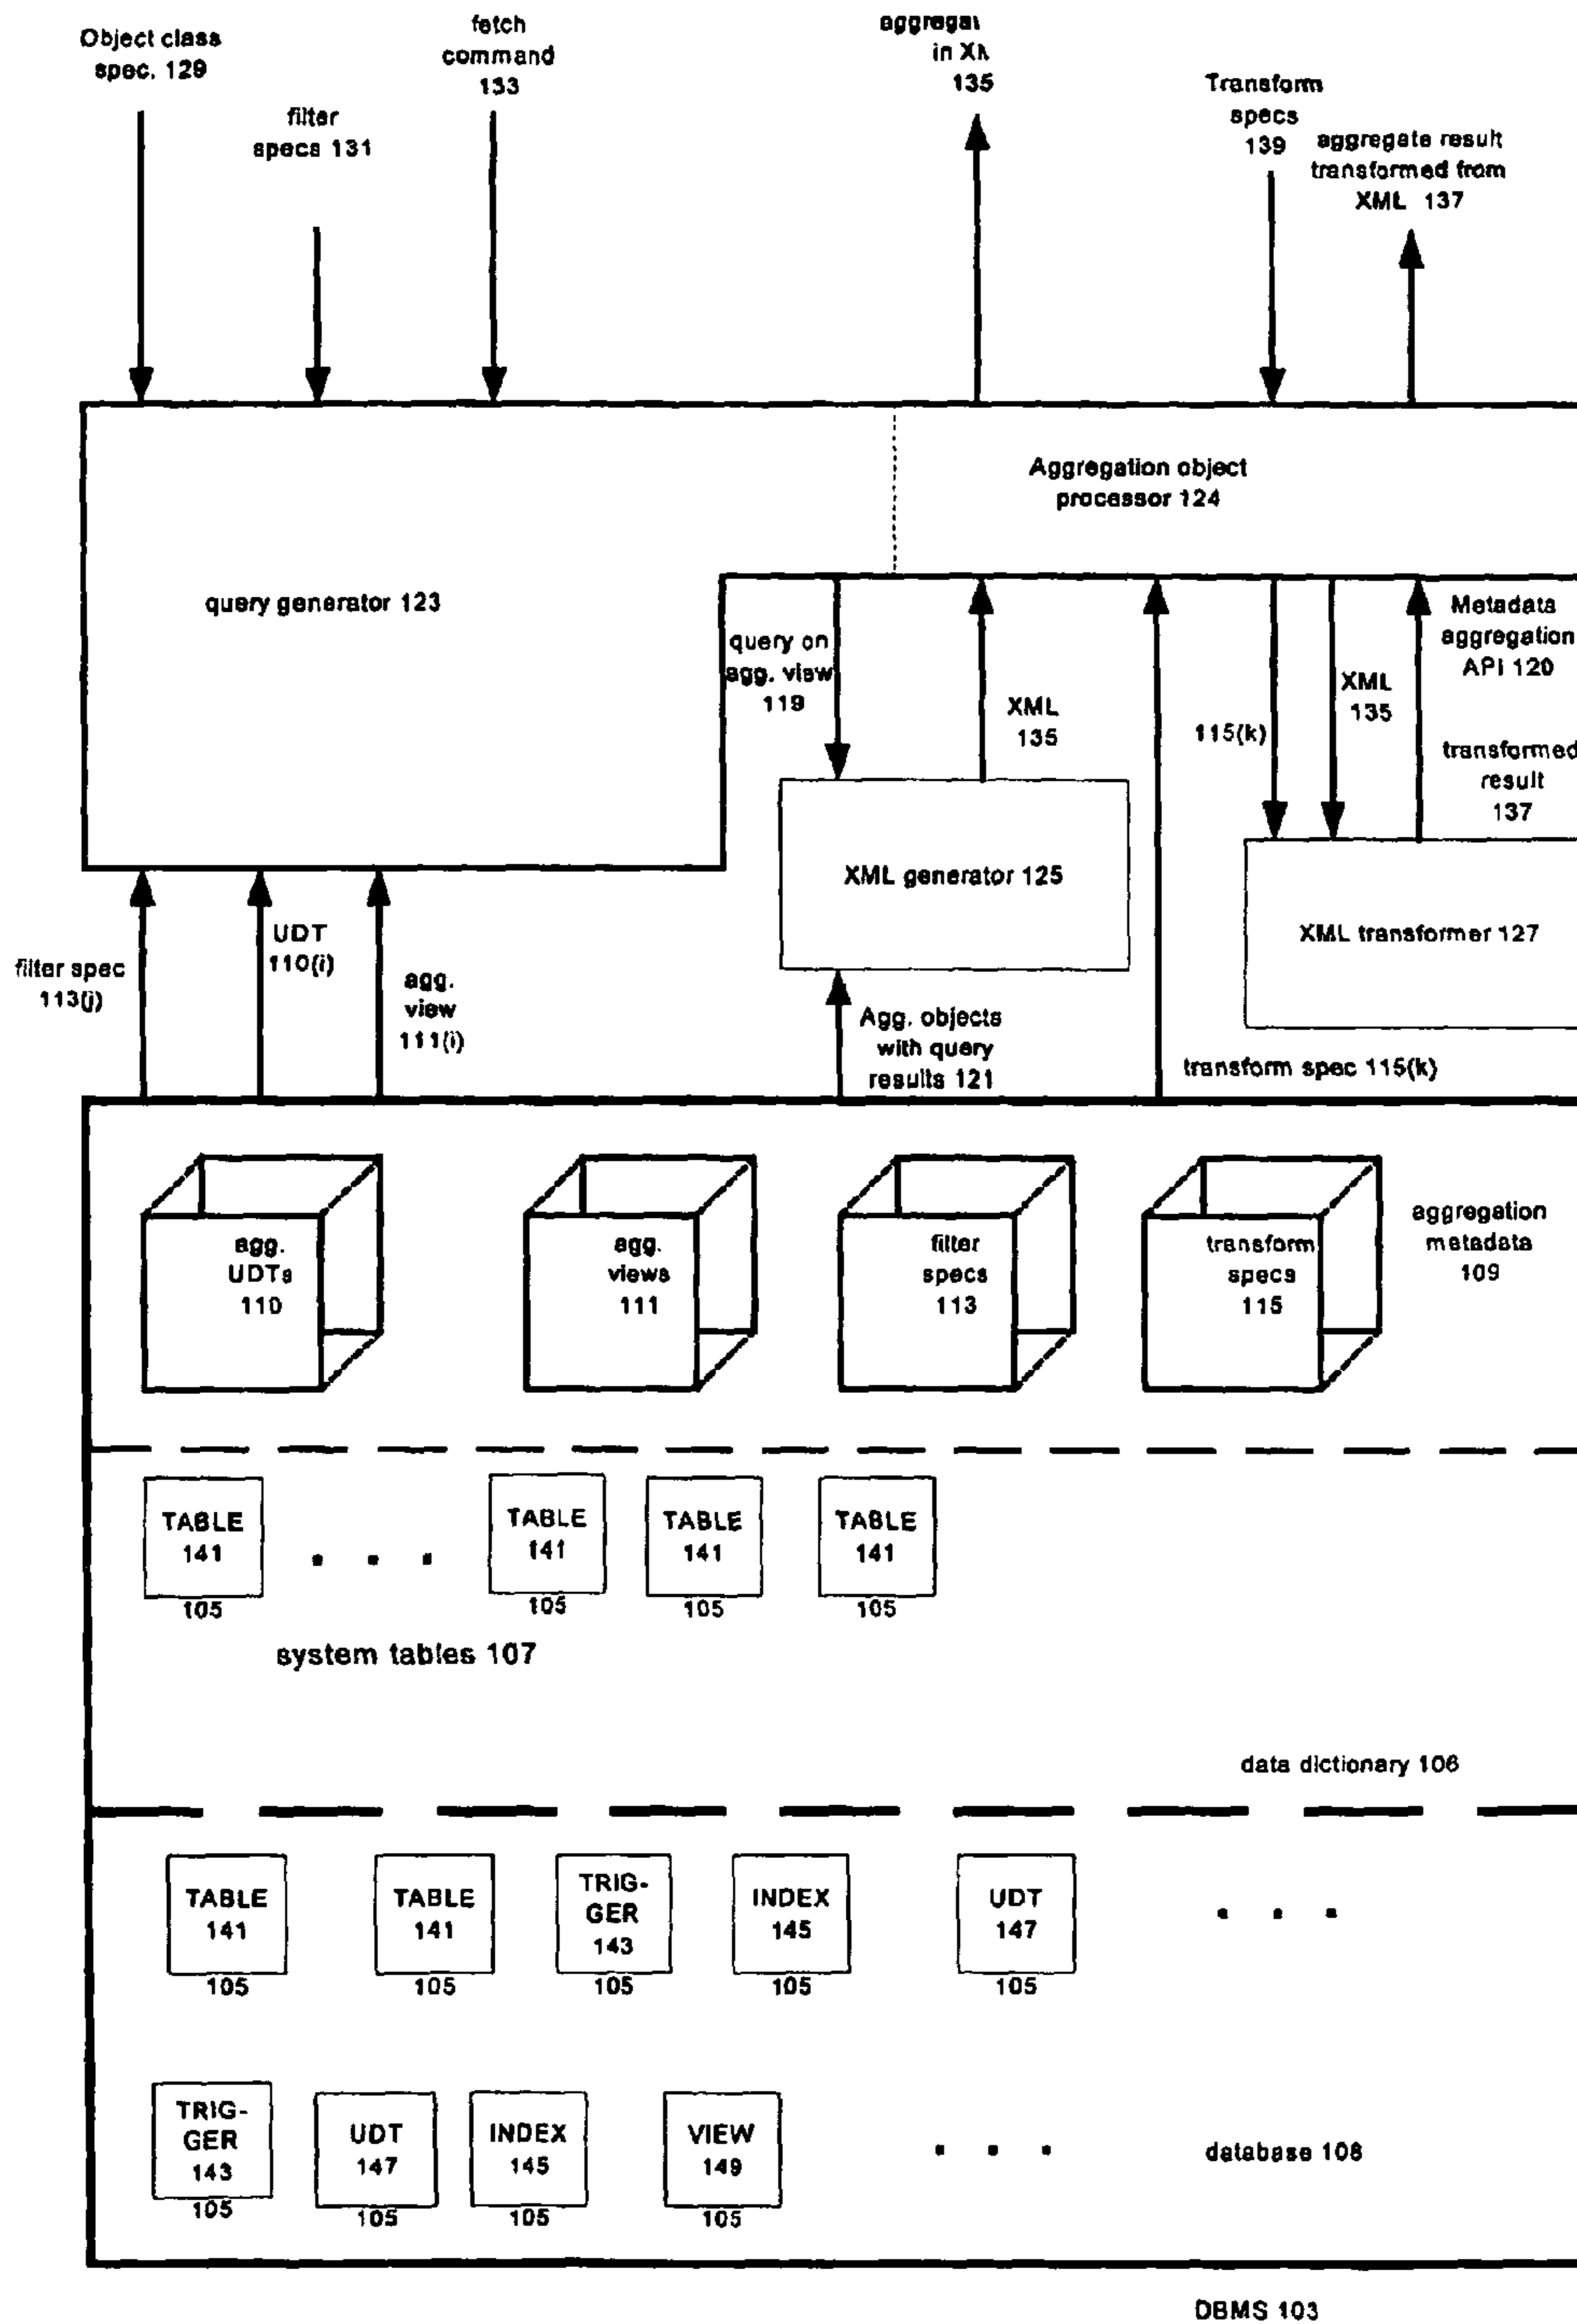 Object class
spec. 129
filter
specs 131
fetch
command
133
in
135
Transform
specs
139
aggregate result
transformed from
XML 137
Aggregation object
processor 124
query generator 123
query on
agg. view
119
XML
135
115(k)
XML
135
Metadata
aggregation
API 120
transformed
result
137
XML generator 125
XML transformer 127
filter spec
113(j)
UDT
110(i)
agg.
view
111(i)
Agg. objects
with query
results 121
transform spec 115(k)
agg.
UDTs
110
agg.
views
111
filter
specs
113
transform
specs
115
aggregation
metadata
109
TABLE
141
105
. . .
TABLE
141
105
TABLE
141
105
TABLE
141
105
system tables 107
data dictionary 106
TABLE
141
105
TABLE
141
105
TRIG-
GER
143
105
INDEX
145
105
UDT
147
105
. . .
TRIG-
GER
143
105
UDT
147
105
INDEX
145
105
VIEW
149
105
. . .
database 108
DBMS 103